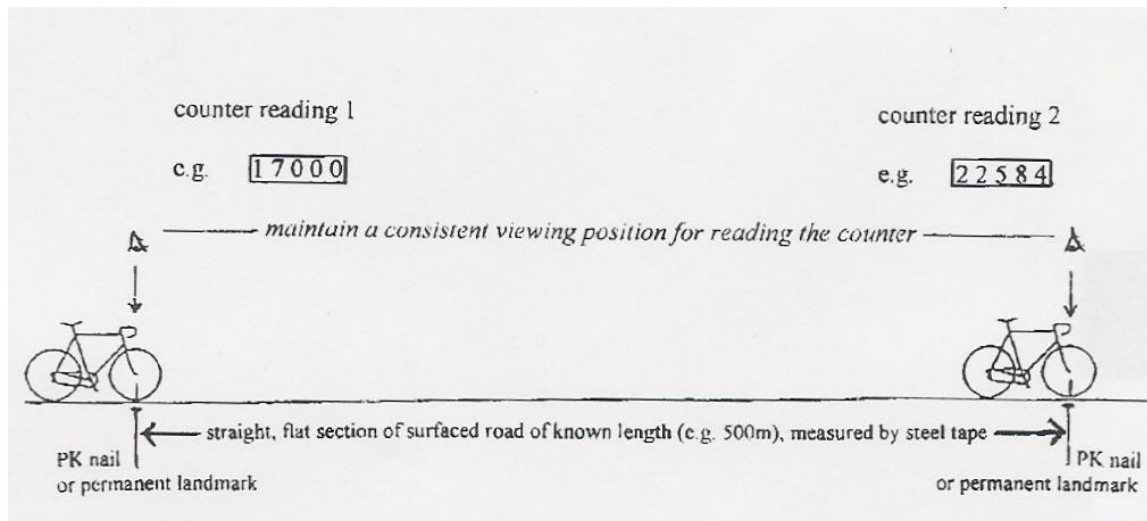 counter reading 1
counter reading 2
e.g. 17000
e.g. 22584
maintain a consistent viewing position for reading the counter
straight, flat section of surfaced road of known length (e.g. 500m), measured by steel tape
PK nail
or permanent landmark
PK nail
or permanent landmark